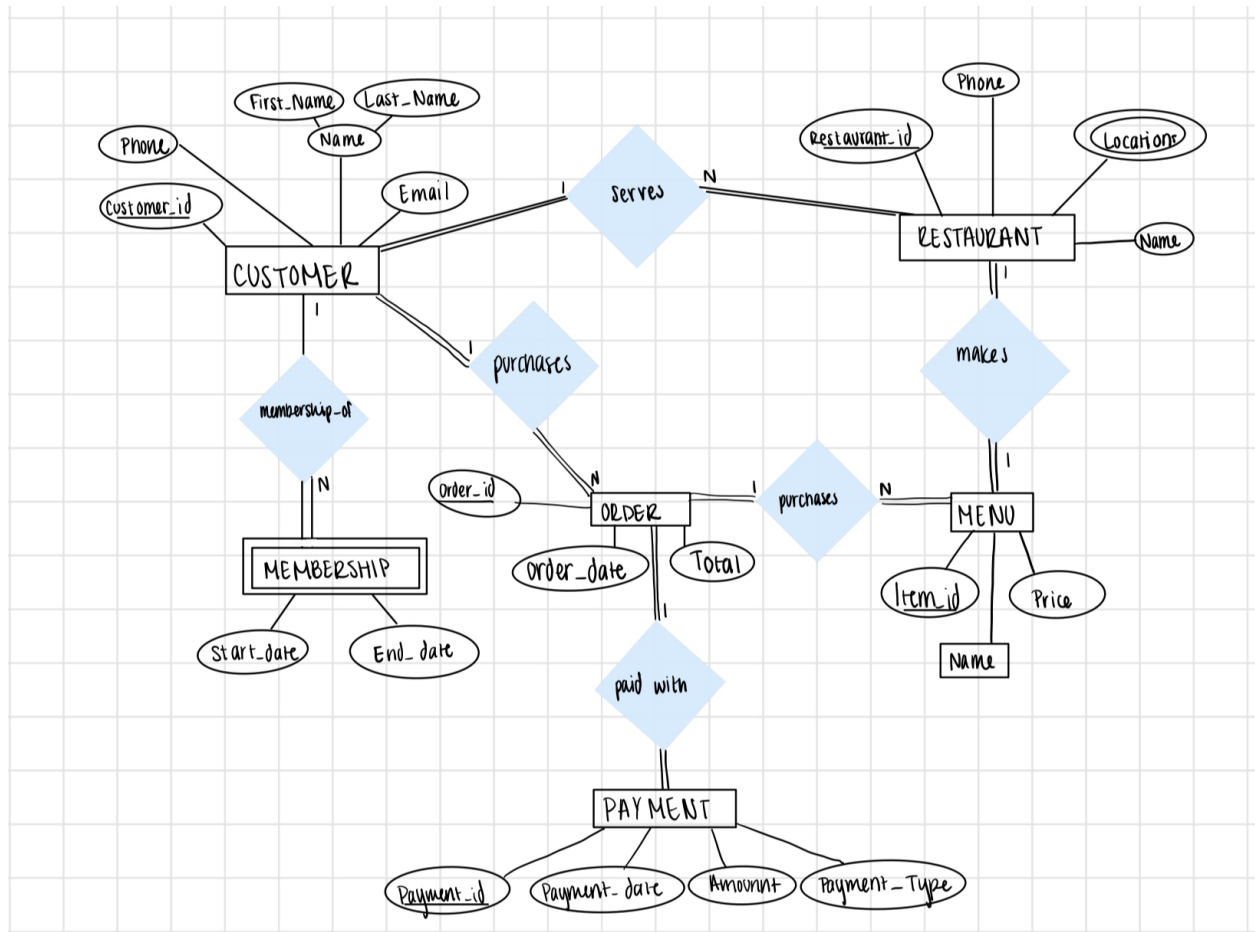 Phone
First_Name
Last_Name
Name
Phone
Restaurant_id
Locations
Customer_id
Email
1
serves
N
RESTAURANT
Name
CUSTOMER
1
1
1
purchases
makes
membership-of
N
Order_id
N
ORDER
1
purchases
N
1
MENU
MEMBERSHIP
Order_date
Total
Item_id
Price
1
Start_date
End_date
Name
paid with
PAYMENT
Payment_id
Payment_date
Amounnt
Payment_Type